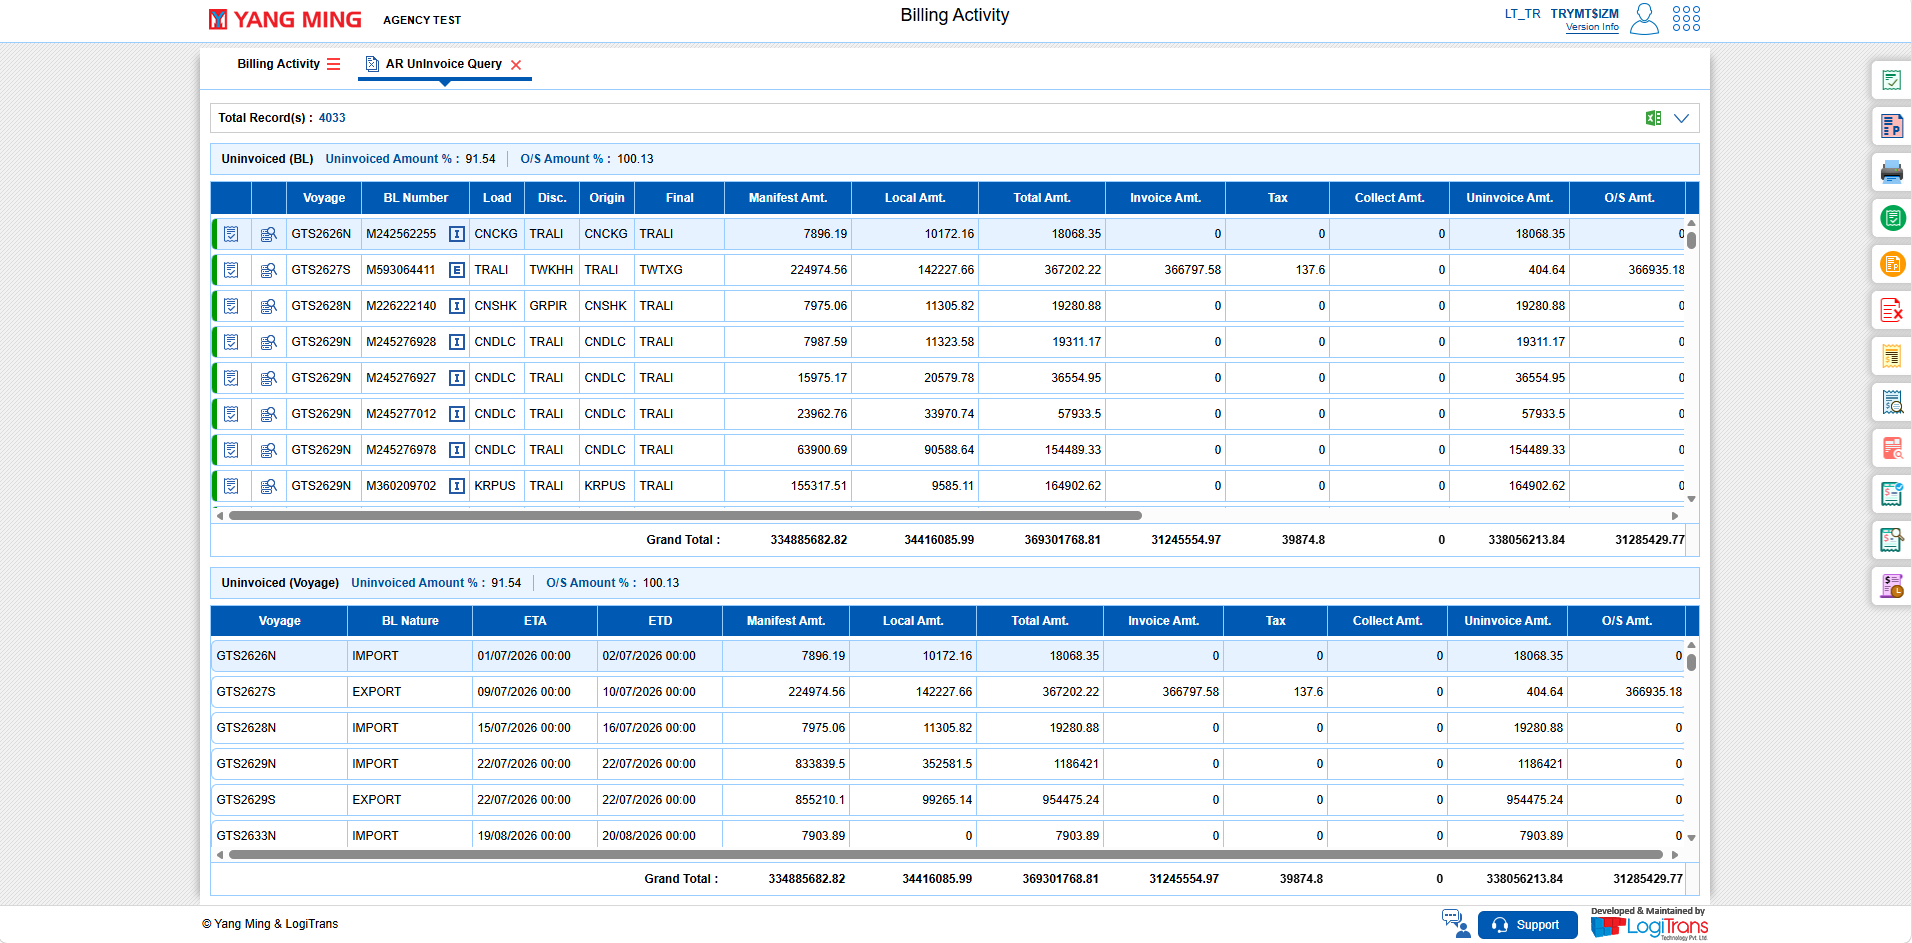 YANG MING AGENCY TEST Billing Activity LT_TR TRYMT$IZM
Version Info
Billing Activity AR UnInvoice Query
Total Record(s) : 4033
Uninvoiced (BL) Uninvoiced Amount % : 91.54 O/S Amount % : 100.13
Voyage BL Number Load Disc. Origin Final Manifest Amt. Local Amt. Total Amt. Invoice Amt. Tax Collect Amt. Uninvoice Amt. O/S Amt.
GTS2626N M242562255 I CNCKG TRALI CNCKG TRALI 7896.19 10172.16 18068.35 0 0 0 18068.35 0
GTS2627S M593064411 E TRALI TWKHH TRALI TWTXG 224974.56 142227.66 367202.22 366797.58 137.6 0 404.64 366935.18
GTS2628N M226222140 I CNSHK GRPIR CNSHK TRALI 7975.06 11305.82 19280.88 0 0 0 19280.88 0
GTS2629N M245276928 I CNDLC TRALI CNDLC TRALI 7987.59 11323.58 19311.17 0 0 0 19311.17 0
GTS2629N M245276927 I CNDLC TRALI CNDLC TRALI 15975.17 20579.78 36554.95 0 0 0 36554.95 0
GTS2629N M245277012 I CNDLC TRALI CNDLC TRALI 23962.76 33970.74 57933.5 0 0 0 57933.5 0
GTS2629N M245276978 I CNDLC TRALI CNDLC TRALI 63900.69 90588.64 154489.33 0 0 0 154489.33 0
GTS2629N M360209702 I KRPUS TRALI KRPUS TRALI 155317.51 9585.11 164902.62 0 0 0 164902.62 0
Grand Total : 334885682.82 34416085.99 369301768.81 31245554.97 39874.8 0 338056213.84 31285429.77
Uninvoiced (Voyage) Uninvoiced Amount % : 91.54 O/S Amount % : 100.13
Voyage BL Nature ETA ETD Manifest Amt. Local Amt. Total Amt. Invoice Amt. Tax Collect Amt. Uninvoice Amt. O/S Amt.
GTS2626N IMPORT 01/07/2026 00:00 02/07/2026 00:00 7896.19 10172.16 18068.35 0 0 0 18068.35 0
GTS2627S EXPORT 09/07/2026 00:00 10/07/2026 00:00 224974.56 142227.66 367202.22 366797.58 137.6 0 404.64 366935.18
GTS2628N IMPORT 15/07/2026 00:00 16/07/2026 00:00 7975.06 11305.82 19280.88 0 0 0 19280.88 0
GTS2629N IMPORT 22/07/2026 00:00 22/07/2026 00:00 833839.5 352581.5 1186421 0 0 0 1186421 0
GTS2629S EXPORT 22/07/2026 00:00 22/07/2026 00:00 855210.1 99265.14 954475.24 0 0 0 954475.24 0
GTS2633N IMPORT 19/08/2026 00:00 20/08/2026 00:00 7903.89 0 7903.89 0 0 0 7903.89 0
Grand Total : 334885682.82 34416085.99 369301768.81 31245554.97 39874.8 0 338056213.84 31285429.77
© Yang Ming & LogiTrans Support Developed & Maintained by
LogiTrans
Technology Pvt. Ltd.